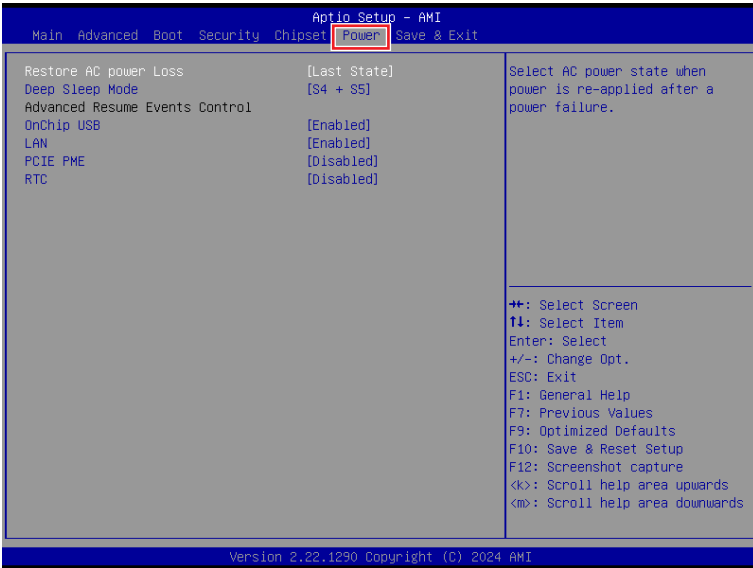 Aptio Setup – AMI
Main Advanced Boot Security Chipset Power Save & Exit
Restore AC power Loss [Last State]
Deep Sleep Mode [S4 + S5]
Advanced Resume Events Control
OnChip USB [Enabled]
LAN [Enabled]
PCIE PME [Disabled]
RTC [Disabled]
Select AC power state when
power is re-applied after a
power failure.
→←: Select Screen
↑↓: Select Item
Enter: Select
+/-: Change Opt.
ESC: Exit
F1: General Help
F7: Previous Values
F9: Optimized Defaults
F10: Save & Reset Setup
F12: Screenshot capture
<k>: Scroll help area upwards
<m>: Scroll help area downwards
Version 2.22.1290 Copyright (C) 2024 AMI